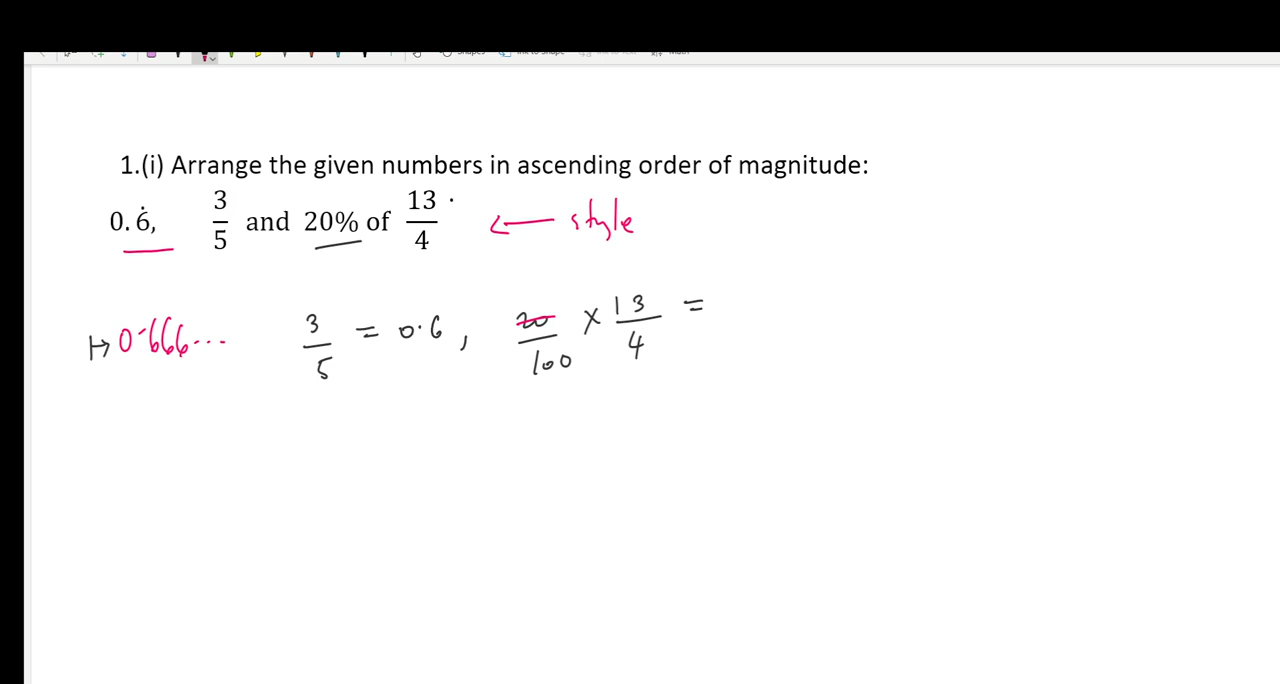 1.(i) Arrange the given numbers in ascending order of magnitude:
0.6̇, 3/5 and 20% of 13/4 . ← style
↦ 0.666... 3/5 = 0.6, 20/100 × 13/4 =